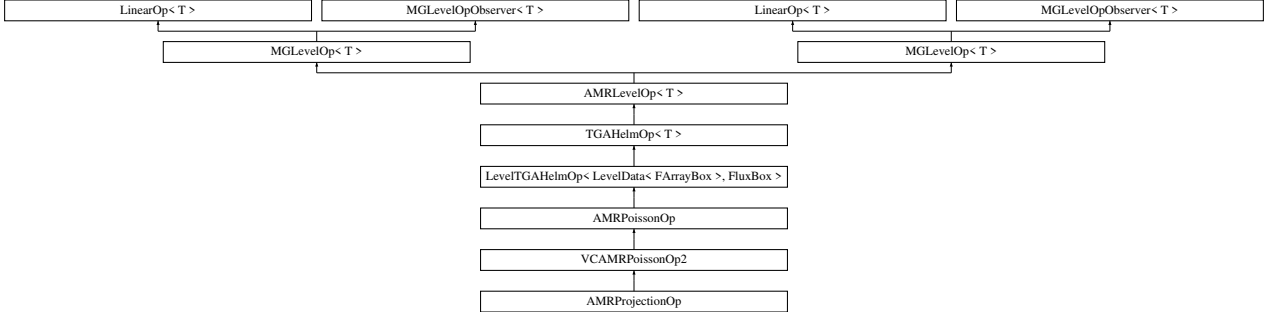 LinearOp< T >
MGLevelOpObserver< T >
LinearOp< T >
MGLevelOpObserver< T >
MGLevelOp< T >
MGLevelOp< T >
AMRLevelOp< T >
TGAHelmOp< T >
LevelTGAHelmOp< LevelData< FArrayBox >, FluxBox >
AMRPoissonOp
VCAMRPoissonOp2
AMRProjectionOp